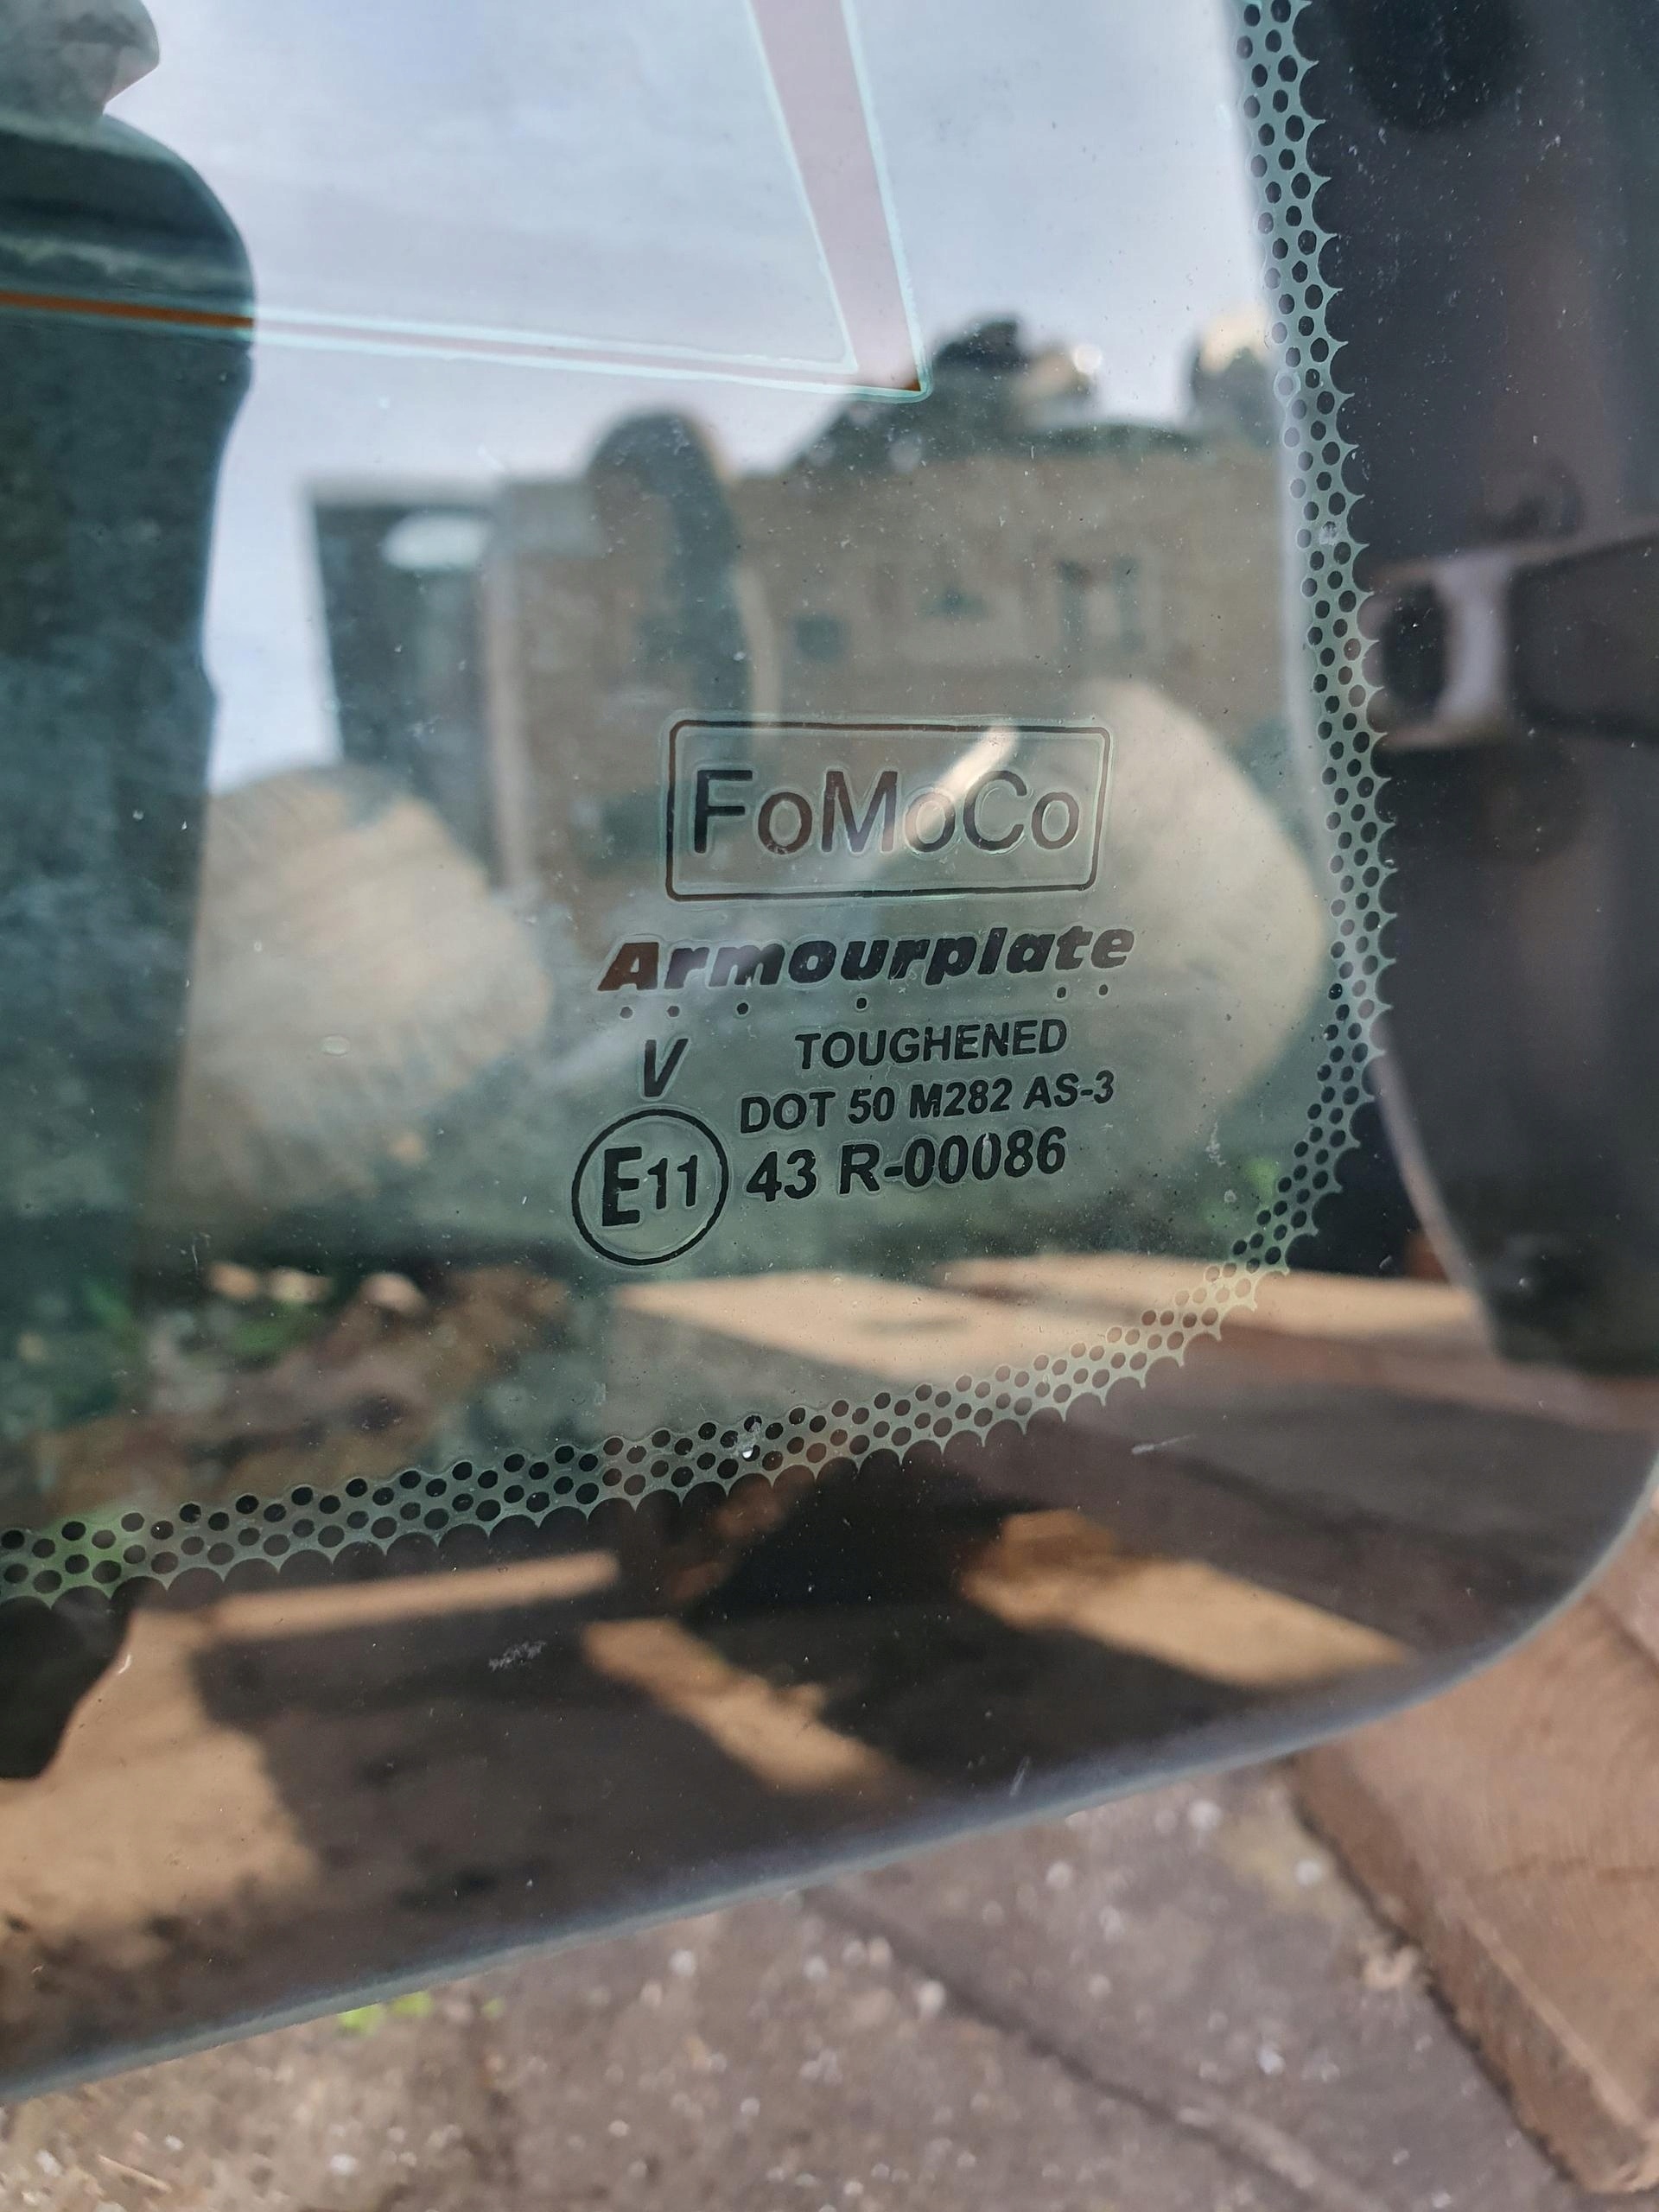 FoMoCo
Armourplate
V TOUGHENED
DOT 50 M282 AS-3
E11 43 R-00086